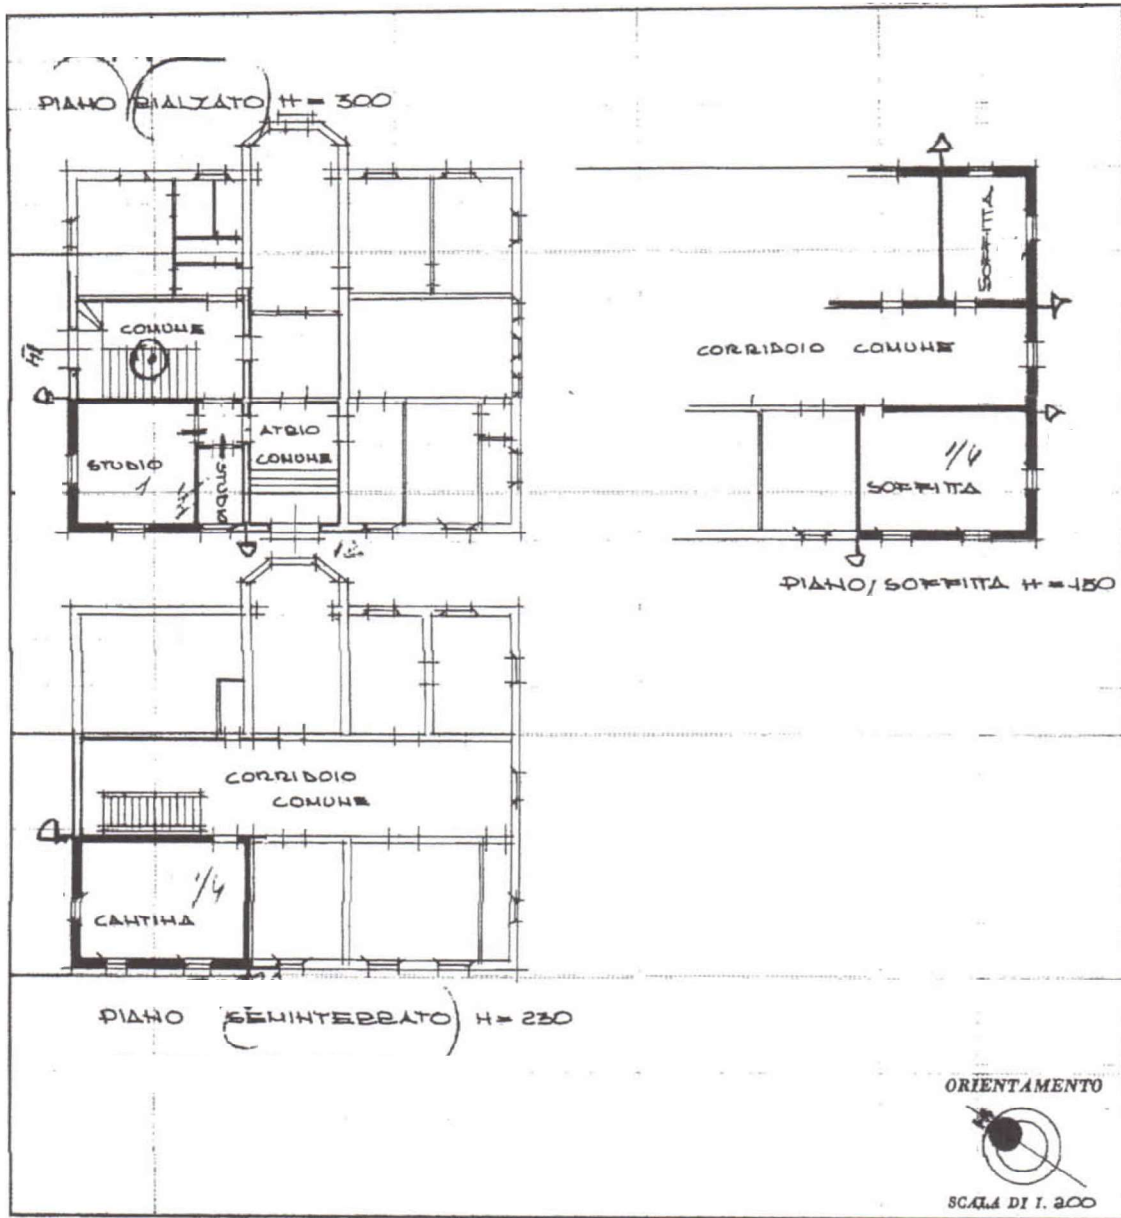 PIANO (RIALZATO) H = 300
COMUNE
STUDIO
1
STUDIO
ATRIO
COMUNE
SOFFITTA
CORRIDOIO COMUNE
1/4
SOFFITTA
PIANO/SOFFITTA H = 150
CORRIDOIO
COMUNE
1/4
CANTINA
PIANO (SEMINTERRATO) H = 230
ORIENTAMENTO
SCALA DI 1. 200